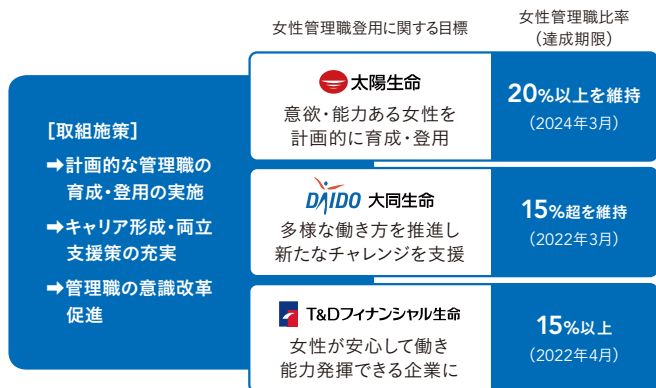 女性管理職登用に関する目標
女性管理職比率
（達成期限）
［取組施策］
➡計画的な管理職の
育成・登用の実施
➡キャリア形成・両立
支援策の充実
➡管理職の意識改革
促進
太陽生命
意欲・能力ある女性を
計画的に育成・登用
20%以上を維持
（2024年3月）
DAIDO 大同生命
多様な働き方を推進し
新たなチャレンジを支援
15%超を維持
（2022年3月）
T&Dフィナンシャル生命
女性が安心して働き
能力発揮できる企業に
15%以上
（2022年4月）